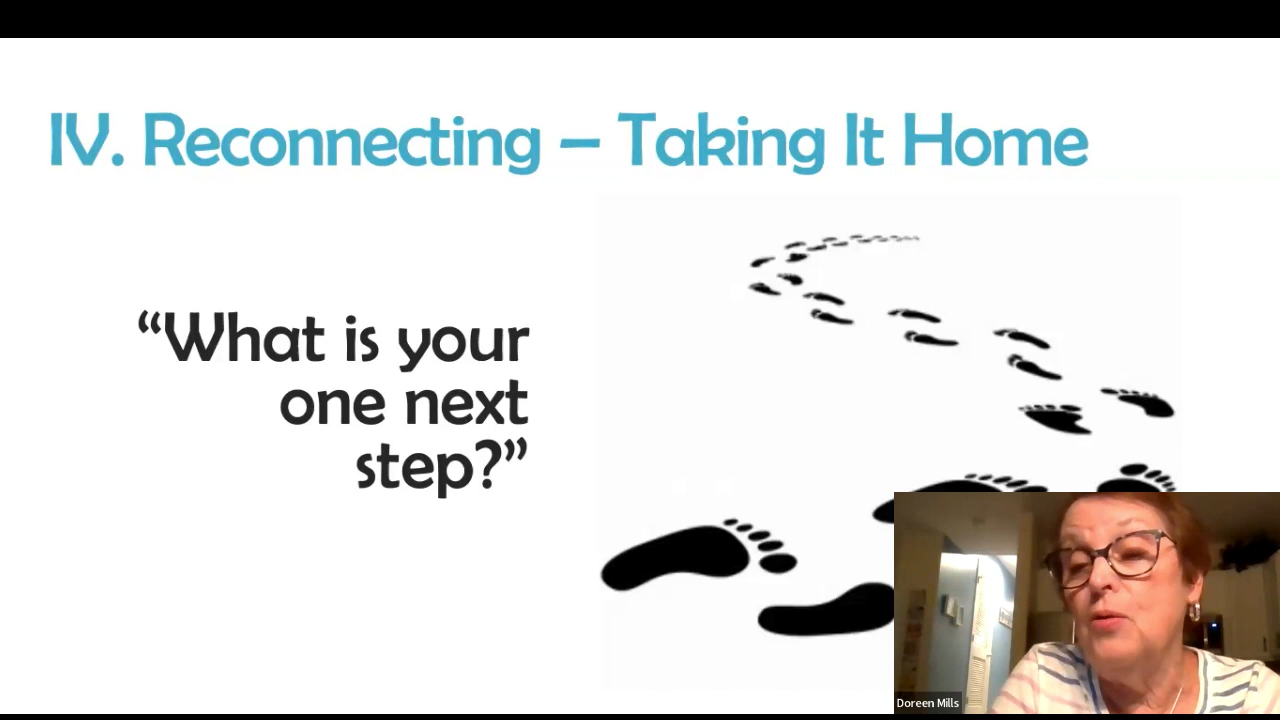 IV. Reconnecting – Taking It Home
“What is your
one next
step?”
Doreen Mills